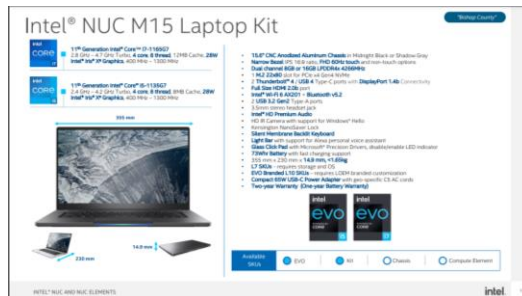 Intel® NUC M15 Laptop Kit
"Bishop County"
intel
CORE
i7
11th Generation Intel® Core™ i7-1165G7
2.8 GHz – 4.7 GHz Turbo, 4 core, 8 thread, 12MB Cache, 28W
Intel® Iris® Xe Graphics, 400 MHz – 1300 MHz
intel
CORE
i5
11th Generation Intel® Core™ i5-1135G7
4 core, 8 thread, 8MB Cache, 28W
Intel® Iris® Xe Graphics, 400 MHz – 1300 MHz
355 mm
230 mm
14.9 mm
15.6" CNC Anodized Aluminum Chassis in Midnight Black or Shadow Gray
Narrow Bezel IPS 16:9 ratio, FHD 60Hz touch and non-touch options
Dual channel 8GB or 16GB LPDDR4x 4266MHz
1 M.2 22x80 slot for PCIe x4 Gen4 NVMe
2 Thunderbolt™ 4 / USB 4 Type-C ports with DisplayPort 1.4b Connectivity
Full Size HDMI 2.0b port
Intel® Wi-Fi 6 AX201 + Bluetooth v5.2
2 USB 3.2 Gen2 Type-A ports
3.5mm stereo headset jack
Intel® HD Premium Audio
HD IR Camera with support for Windows® Hello
Kensington NanoSaver Lock
Silent Membrane Backlit Keyboard
Light Bar with support for Alexa personal voice assistant
Glass Click Pad with Microsoft® Precision Drivers, disable/enable LED indicator
73Whr Battery with fast charging support
355 mm x 230 mm x 14.9 mm, <1.65kg
L7 SKUs – requires storage and OS
EVO Branded L10 SKUs – requires LOEM branded customization
Compact 65W USB-C Power Adapter with geo-specific C5 AC cords
Two-year Warranty (One-year Battery Warranty)
intel
evo
CORE
i5
intel
evo
CORE
i7
Available
SKUs
EVO
Kit
Chassis
Compute Element
INTEL® NUC AND NUC ELEMENTS
intel